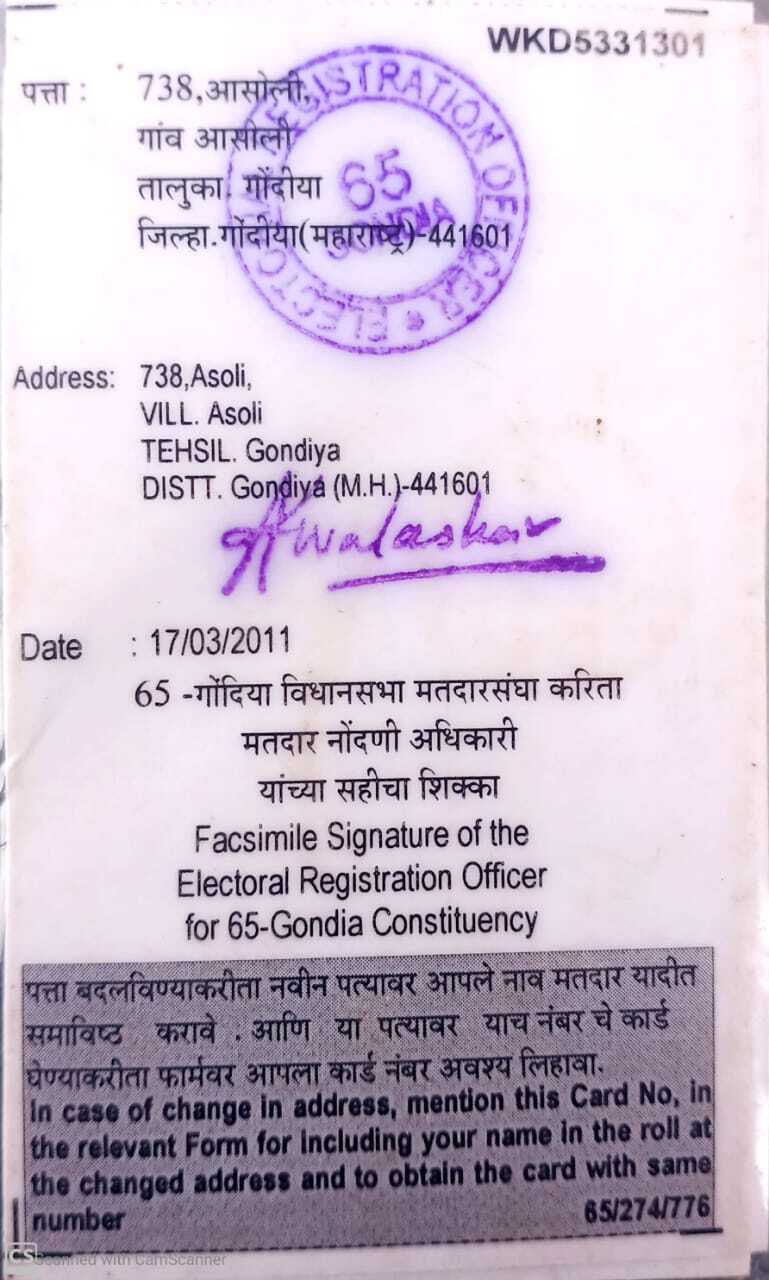 WKD5331301
पत्ता : 738,आसोली,
गांव आसोली
तालुका. गोंदीया
जिल्हा.गोंदीया(महाराष्ट्र)-441601
ELECTORAL REGISTRATION OFFICER
65
GONDIA
Address: 738,Asoli,
VILL. Asoli
TEHSIL. Gondiya
DISTT. Gondiya (M.H.)-441601
Date : 17/03/2011
65 -गोंदिया विधानसभा मतदारसंघा करिता
मतदार नोंदणी अधिकारी
यांच्या सहीचा शिक्का
Facsimile Signature of the
Electoral Registration Officer
for 65-Gondia Constituency
पत्ता बदलविण्याकरीता नवीन पत्यावर आपले नाव मतदार यादीत
समाविष्ठ करावे . आणि या पत्यावर याच नंबर चे कार्ड
घेण्याकरीता फार्मवर आपला कार्ड नंबर अवश्य लिहावा.
In case of change in address, mention this Card No, in
the relevant Form for including your name in the roll at
the changed address and to obtain the card with same
number 65/274/776
CS Scanned with CamScanner